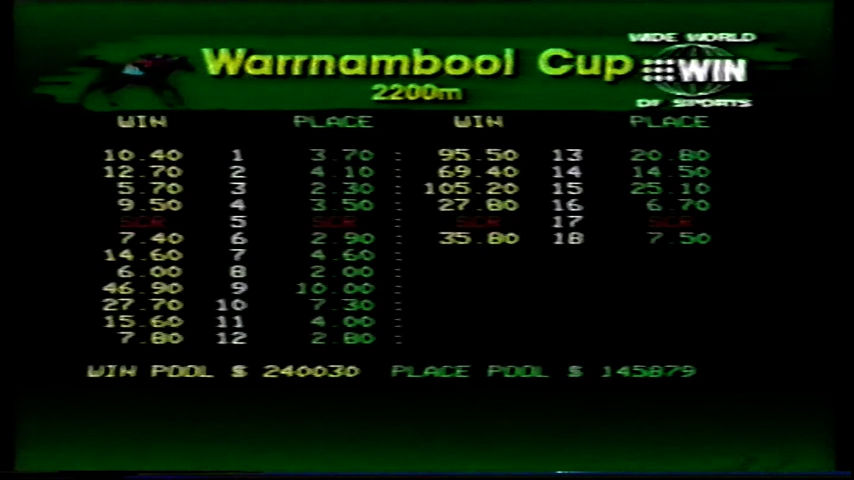 Warrnambool Cup
2200m
WIDE WORLD
WIN
OF SPORTS
WIN PLACE WIN PLACE
10.40 1 3.70 : 95.50 13 20.80
12.70 2 4.10 : 69.40 14 14.50
5.70 3 2.30 : 105.20 15 25.10
9.50 4 3.50 : 27.80 16 6.70
SCR 5 SCR : SCR 17 SCR
7.40 6 2.90 : 35.80 18 7.50
14.60 7 4.60 :
6.00 8 2.00 :
46.90 9 10.00 :
27.70 10 7.30 :
15.60 11 4.00 :
7.80 12 2.80 :
WIN POOL $ 240030 PLACE POOL $ 145879